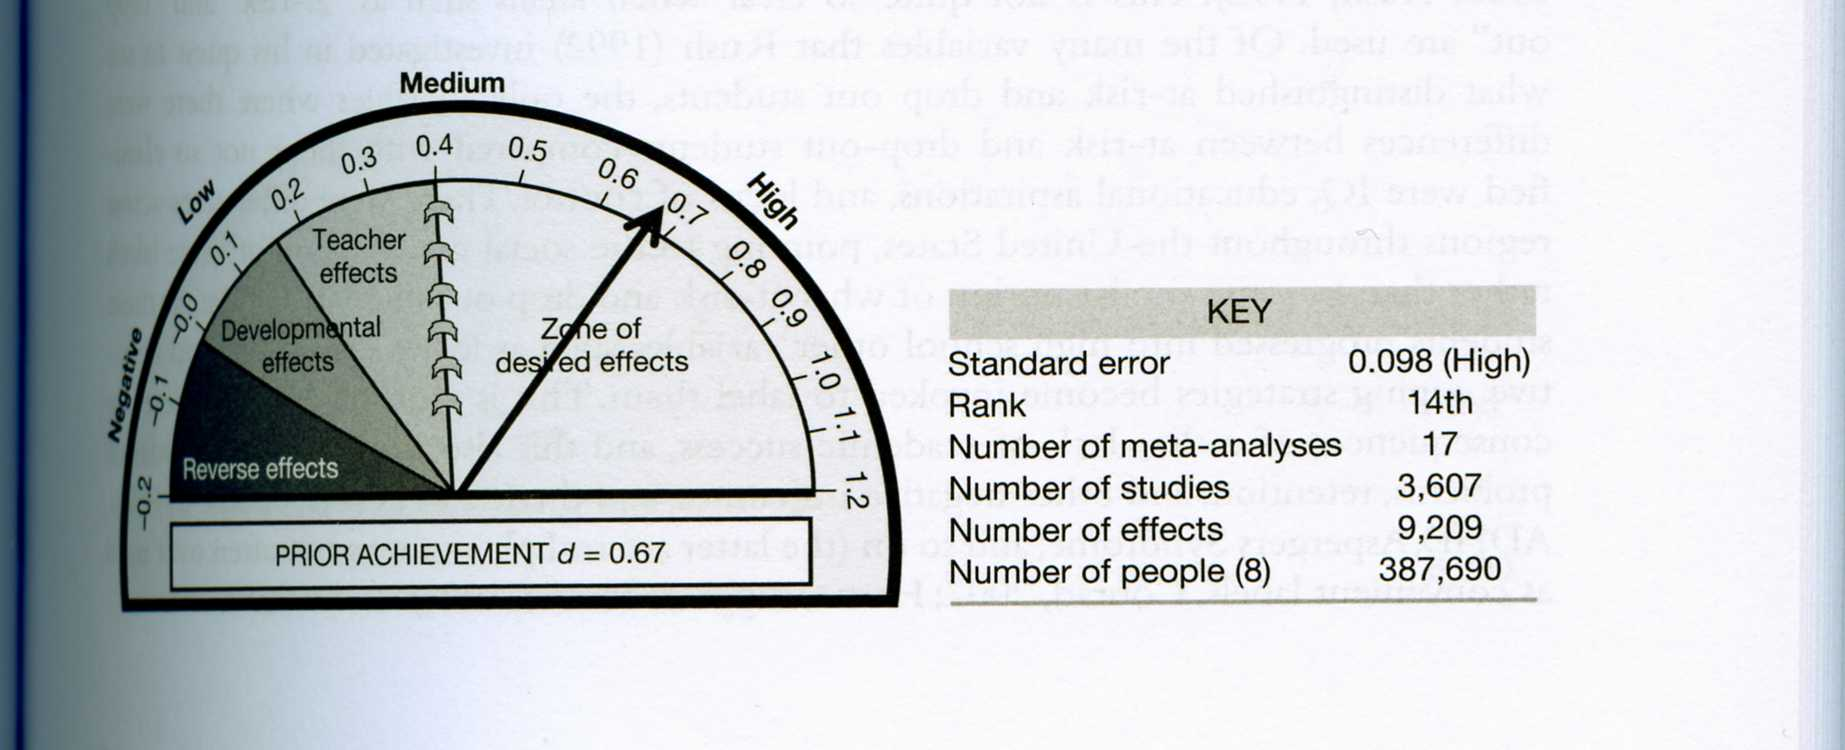 Medium
Low
High
Negative
-0.2
-0.1
-0.0
0.1
0.2
0.3
0.4
0.5
0.6
0.7
0.8
0.9
1.0
1.1
1.2
Teacher
effects
Developmental
effects
Reverse effects
Zone of
desired effects
PRIOR ACHIEVEMENT d = 0.67
KEY
Standard error 0.098 (High)
Rank 14th
Number of meta-analyses 17
Number of studies 3,607
Number of effects 9,209
Number of people (8) 387,690